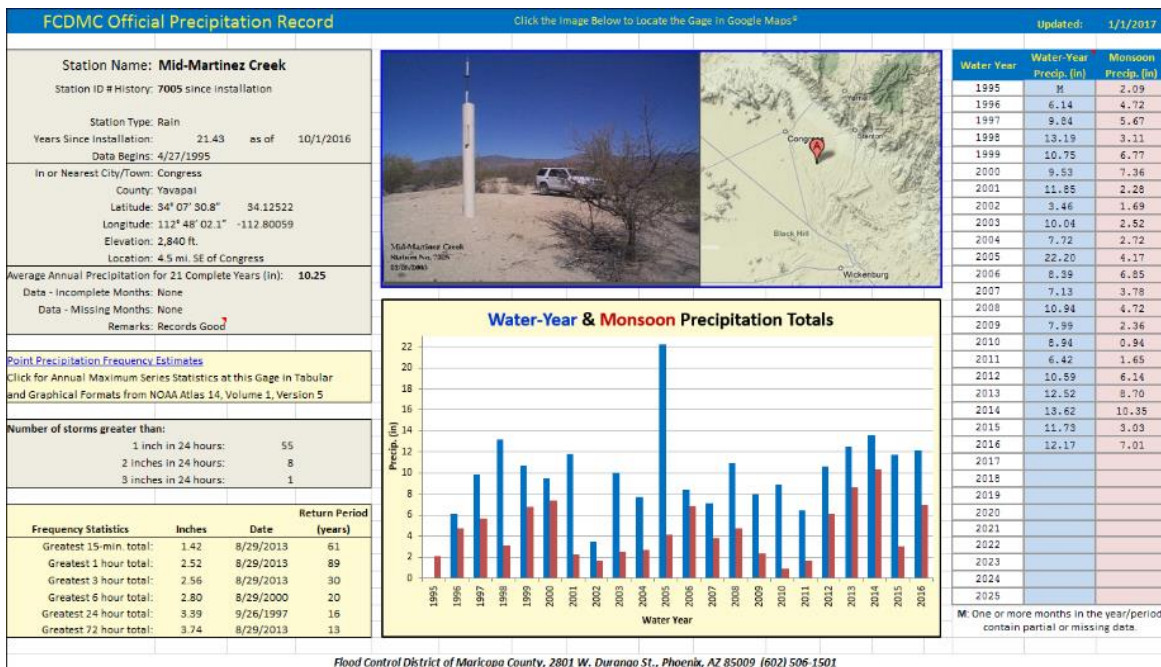 FCDMC Official Precipitation Record
Click the Image Below to Locate the Gage in Google Maps®
Updated: 1/1/2017
Station Name: Mid-Martinez Creek
Station ID # History: 7005 since installation
Station Type: Rain
Years Since Installation: 21.43 as of 10/1/2016
Data Begins: 4/27/1995
In or Nearest City/Town: Congress
County: Yavapai
Latitude: 34° 07' 30.8" 34.12522
Longitude: 112° 48' 02.1" -112.80059
Elevation: 2,840 ft.
Location: 4.5 mi. SE of Congress
Average Annual Precipitation for 21 Complete Years (in): 10.25
Data - Incomplete Months: None
Data - Missing Months: None
Remarks: Records Good
Point Precipitation Frequency Estimates
Click for Annual Maximum Series Statistics at this Gage in Tabular
and Graphical Formats from NOAA Atlas 14, Volume 1, Version 5
Number of storms greater than:
1 inch in 24 hours: 55
2 inches in 24 hours: 8
3 inches in 24 hours: 1
Return Period
Frequency Statistics Inches Date (years)
Greatest 15-min. total: 1.42 8/29/2013 61
Greatest 1 hour total: 2.52 8/29/2013 89
Greatest 3 hour total: 2.56 8/29/2013 30
Greatest 6 hour total: 2.80 8/29/2000 20
Greatest 24 hour total: 3.39 9/26/1997 16
Greatest 72 hour total: 3.74 8/29/2013 13
Mid-Martinez Creek
Station No. 7005
Yarnell
Congress
Stanton
A
Black Hill
Wickenburg
Water-Year & Monsoon Precipitation Totals
Precip. (in)
22
20
18
16
14
12
10
8
6
4
2
0
1995 1996 1997 1998 1999 2000 2001 2002 2003 2004 2005 2006 2007 2008 2009 2010 2011 2012 2013 2014 2015 2016
Water Year
Water Year Water-Year Precip. (in) Monsoon Precip. (in)
1995 M 2.09
1996 6.14 4.72
1997 9.84 5.67
1998 13.19 3.11
1999 10.75 6.77
2000 9.53 7.36
2001 11.85 2.28
2002 3.46 1.69
2003 10.04 2.52
2004 7.72 2.72
2005 22.20 4.17
2006 8.39 6.85
2007 7.13 3.78
2008 10.94 4.72
2009 7.99 2.36
2010 8.94 0.94
2011 6.42 1.65
2012 10.59 6.14
2013 12.52 8.70
2014 13.62 10.35
2015 11.73 3.03
2016 12.17 7.01
2017
2018
2019
2020
2021
2022
2023
2024
2025
M: One or more months in the year/period
contain partial or missing data.
Flood Control District of Maricopa County, 2801 W. Durango St., Phoenix, AZ 85009 (602) 506-1501